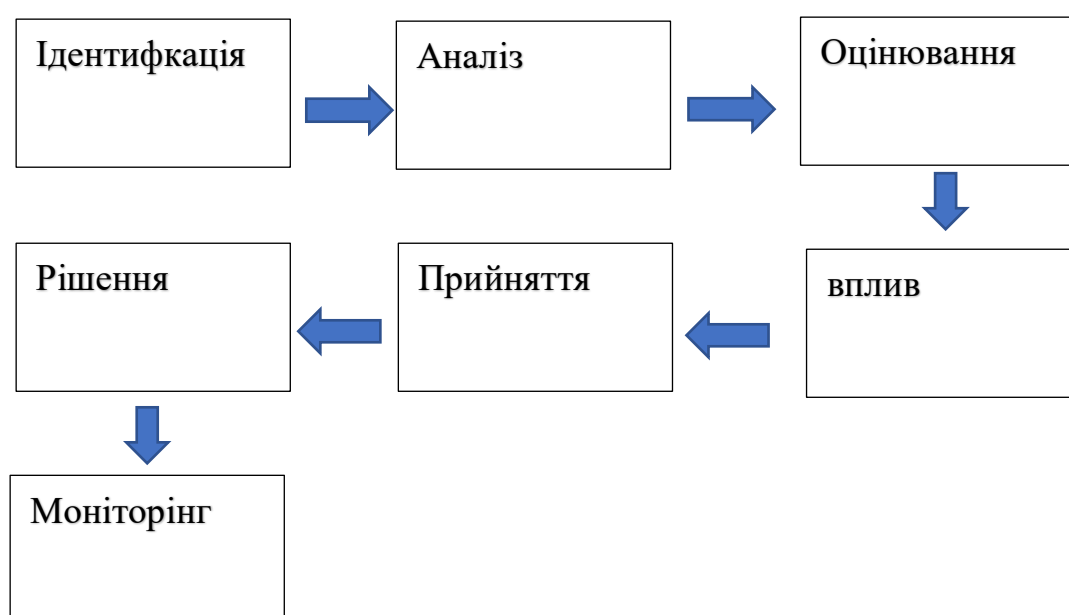 Ідентифкація
Аналіз
Оцінювання
вплив
Прийняття
Рішення
Моніторінг